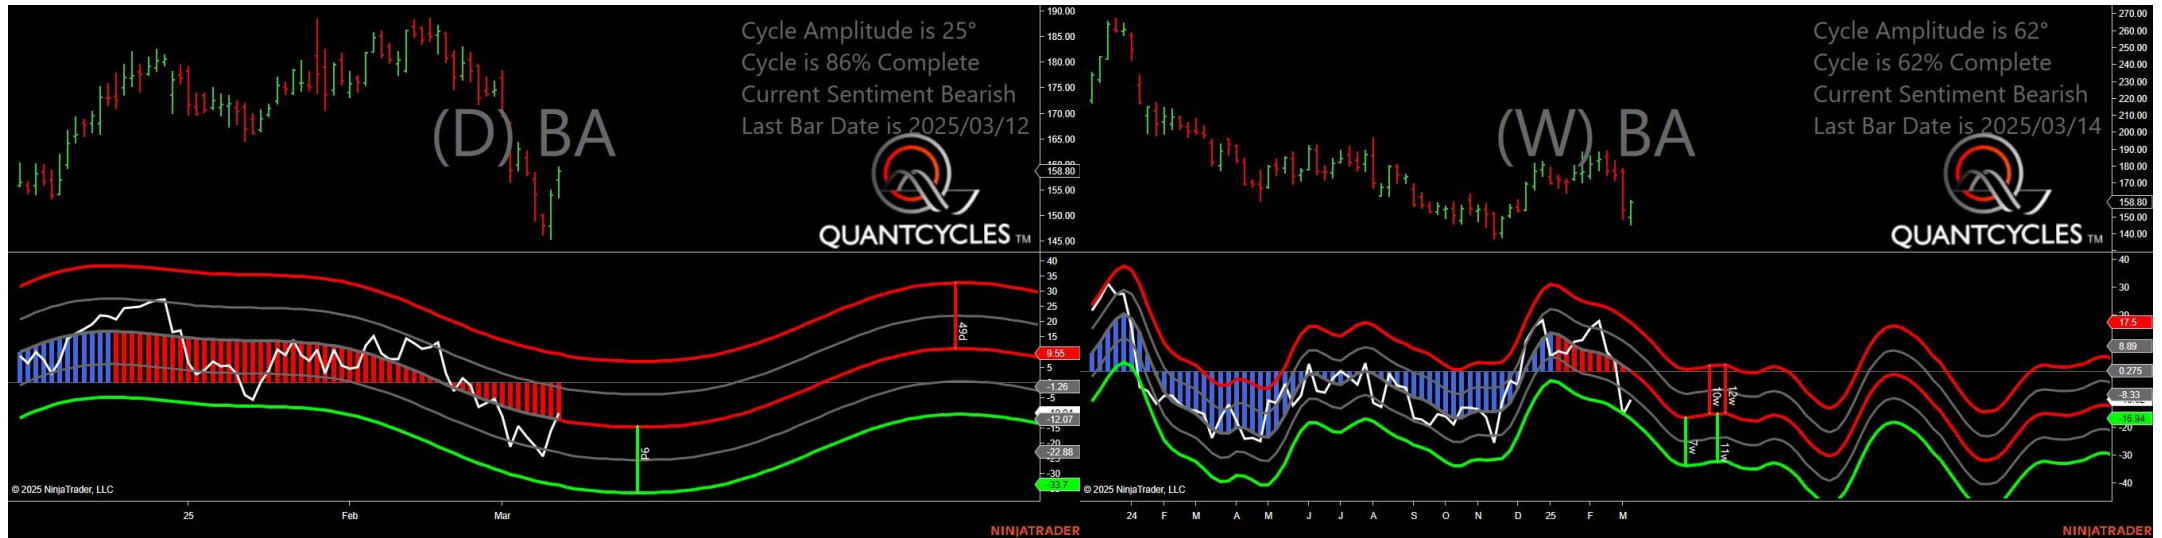 Cycle Amplitude is 25°
Cycle is 86% Complete
Current Sentiment Bearish
Last Bar Date is 2025/03/12
(D) BA
QUANTCYCLES TM
190.00
185.00
180.00
175.00
170.00
165.00
160.00
158.80
155.00
150.00
145.00
40
35
30
25
20
15
9.55
5
-1.26
-5
-12.07
-15
-20
-22.88
-30
-33.7
49d
9d
© 2025 NinjaTrader, LLC
25 Feb Mar
NINJATRADER
Cycle Amplitude is 62°
Cycle is 62% Complete
Current Sentiment Bearish
Last Bar Date is 2025/03/14
(W) BA
QUANTCYCLES TM
270.00
260.00
250.00
240.00
230.00
220.00
210.00
200.00
190.00
180.00
170.00
158.80
150.00
140.00
40
30
20
17.5
8.89
0.275
-8.33
-16.94
-20
-30
-40
10w
12w
7w
11w
© 2025 NinjaTrader, LLC
24 F M A M J J A S O N D 25 F M
NINJATRADER